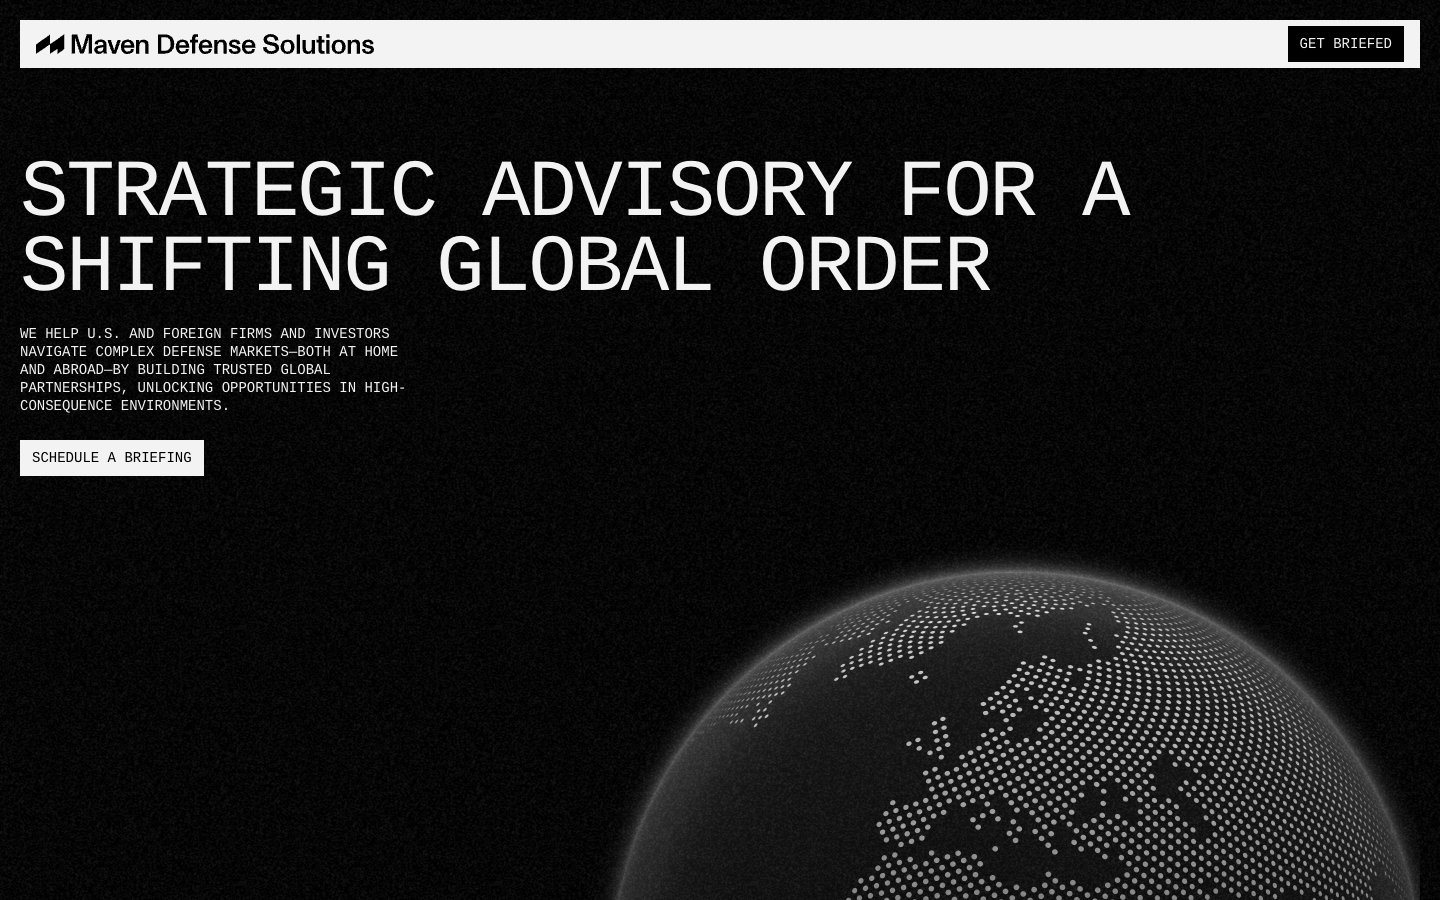 Maven Defense Solutions
GET BRIEFED
STRATEGIC ADVISORY FOR A
SHIFTING GLOBAL ORDER
WE HELP U.S. AND FOREIGN FIRMS AND INVESTORS
NAVIGATE COMPLEX DEFENSE MARKETS—BOTH AT HOME
AND ABROAD—BY BUILDING TRUSTED GLOBAL
PARTNERSHIPS, UNLOCKING OPPORTUNITIES IN HIGH-
CONSEQUENCE ENVIRONMENTS.
SCHEDULE A BRIEFING